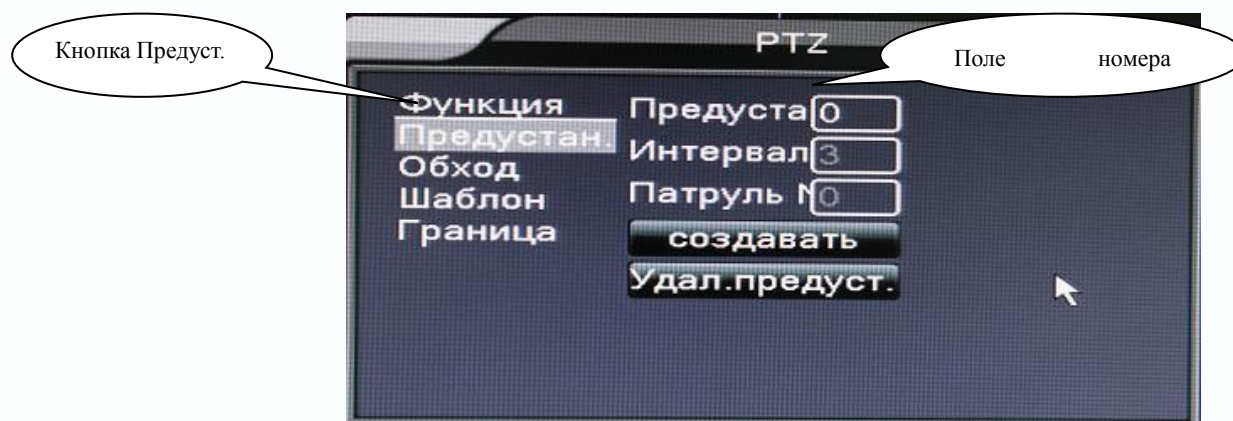 Кнопка Предуст.
PTZ
Поле номера
Функция
Предустан.
Обход
Шаблон
Граница
Предуста 0
Интервал 3
Патруль 0
создавать
Удал.предуст.